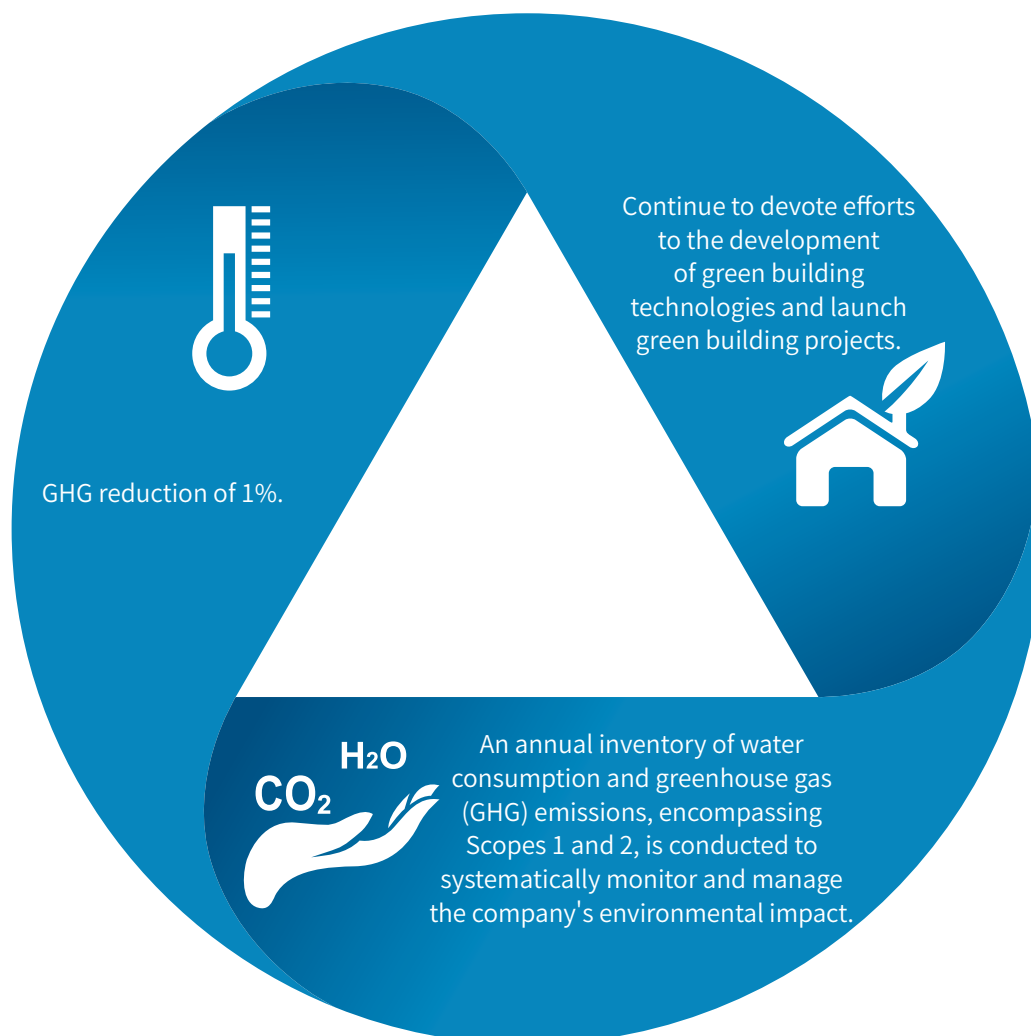 Continue to devote efforts
to the development
of green building
technologies and launch
green building projects.
GHG reduction of 1%.
H₂O
CO₂
An annual inventory of water
consumption and greenhouse gas
(GHG) emissions, encompassing
Scopes 1 and 2, is conducted to
systematically monitor and manage
the company's environmental impact.